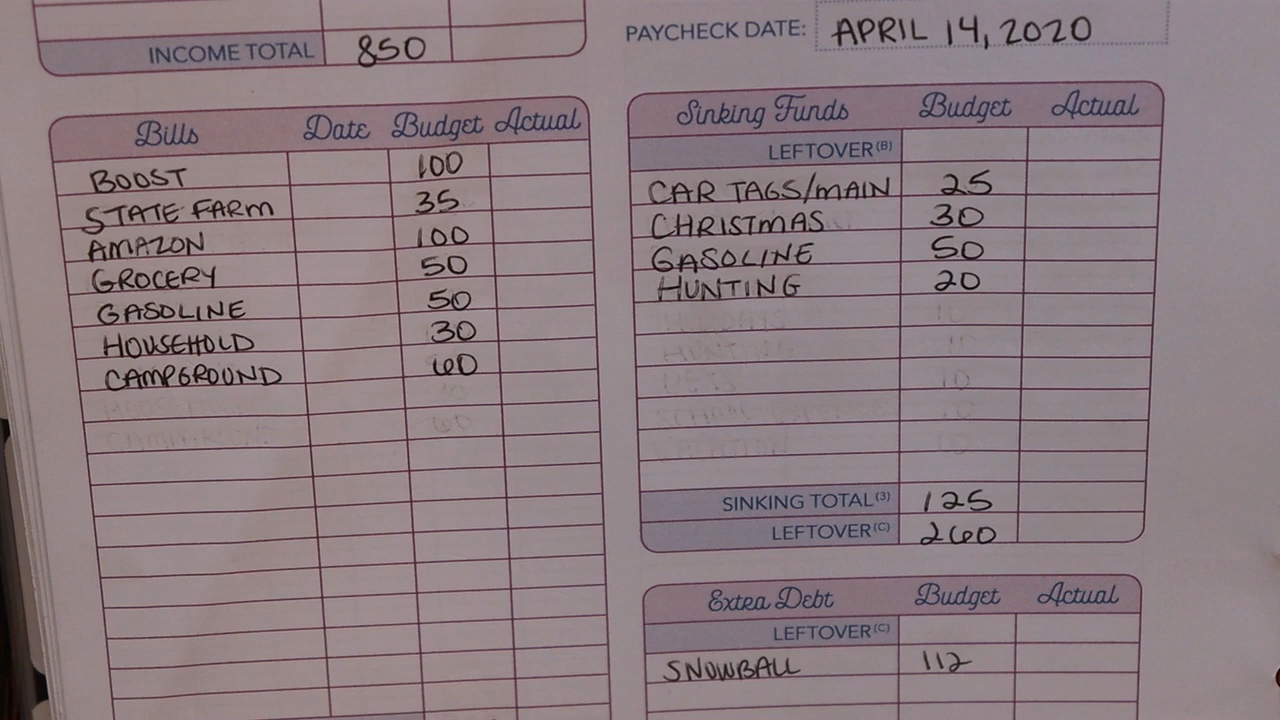 INCOME TOTAL 850
PAYCHECK DATE: APRIL 14, 2020
Bills Date Budget Actual
BOOST 100
STATE FARM 35
AMAZON 100
GROCERY 50
GASOLINE 50
HOUSEHOLD 30
CAMPGROUND 60
Sinking Funds Budget Actual
LEFTOVER (B)
CAR TAGS/MAIN 25
CHRISTMAS 30
GASOLINE 50
HUNTING 20
SINKING TOTAL (3) 125
LEFTOVER (C) 260
Extra Debt Budget Actual
LEFTOVER (C)
SNOWBALL 112